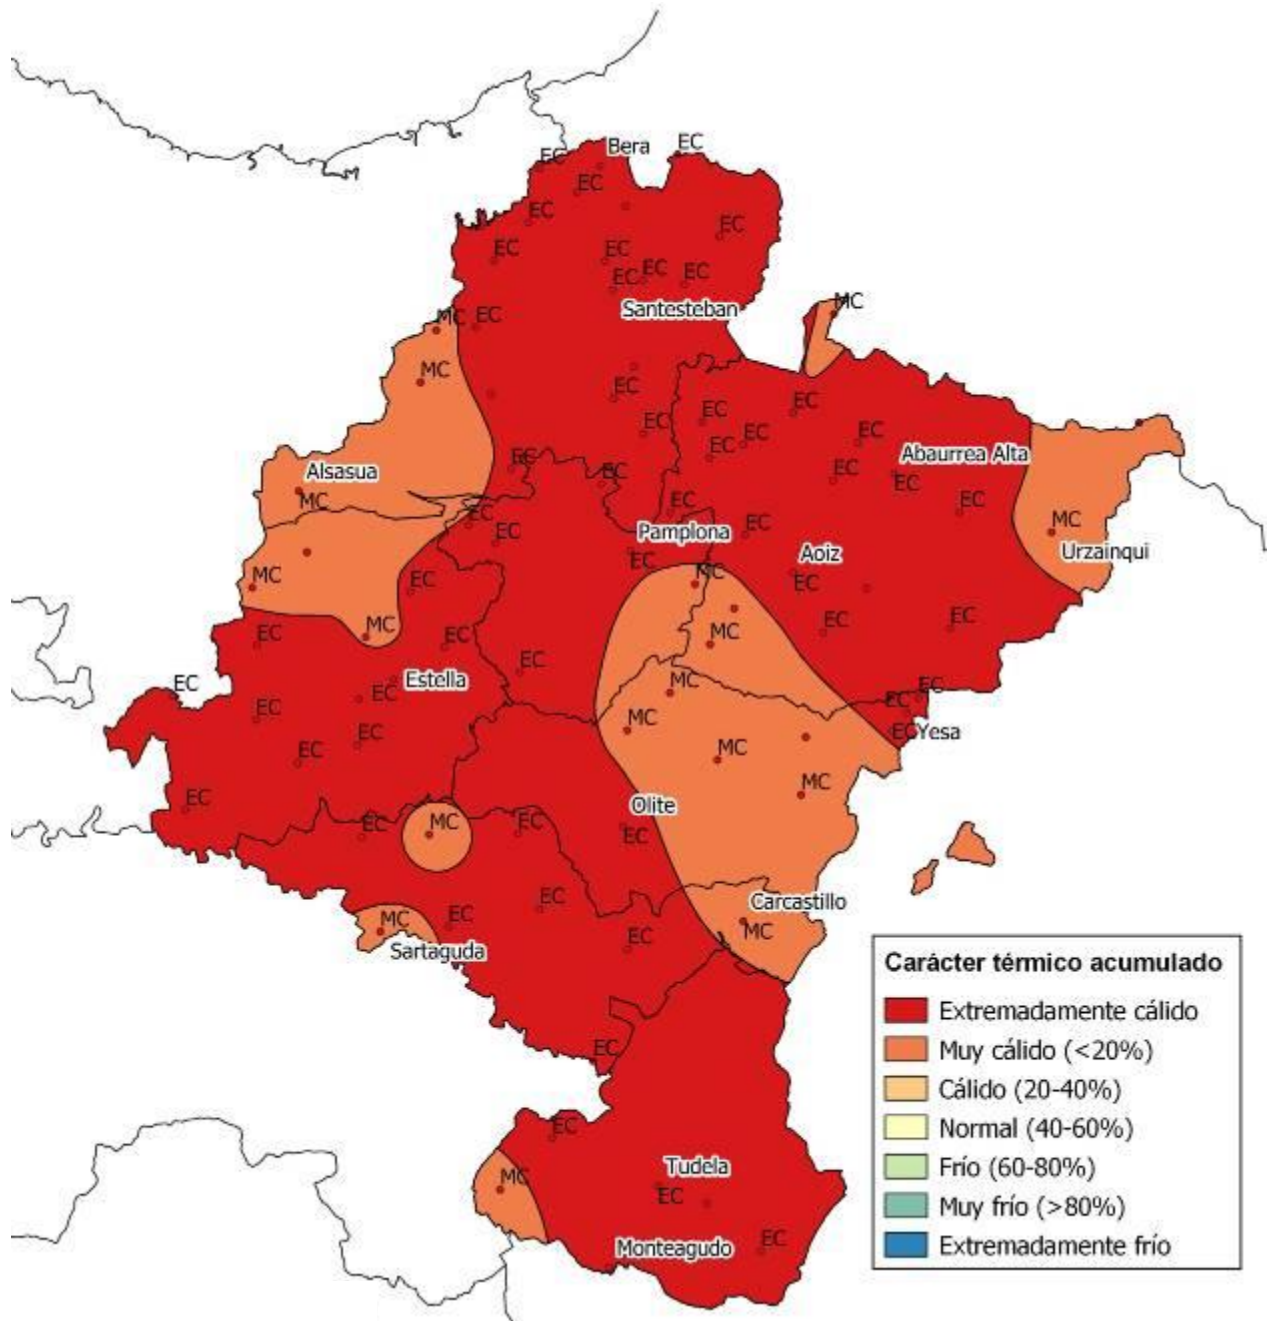 EC
Bera
EC
EC
EC
EC
EC
EC
EC
EC
EC
Santesteban
MC
MC
EC
MC
EC
EC
EC
EC
EC
EC
EC
Abaurrea Alta
Alsasua
EC
EC
EC
EC
MC
EC
EC
EC
EC
MC
Pamplona
EC
Urzainqui
Aoiz
EC
MC
MC
EC
EC
EC
EC
MC
EC
EC
MC
EC
EC
Estella
EC
MC
EC
EC
EC
MC
EC
Yesa
EC
EC
MC
MC
EC
Olite
EC
MC
EC
EC
EC
Carcastillo
MC
EC
MC
EC
Sartaguda
EC
Carácter térmico acumulado
Extremadamente cálido
Muy cálido (<20%)
Cálido (20-40%)
Normal (40-60%)
Frío (60-80%)
Muy frío (>80%)
Extremadamente frío
EC
EC
Tudela
MC
EC
EC
Monteagudo